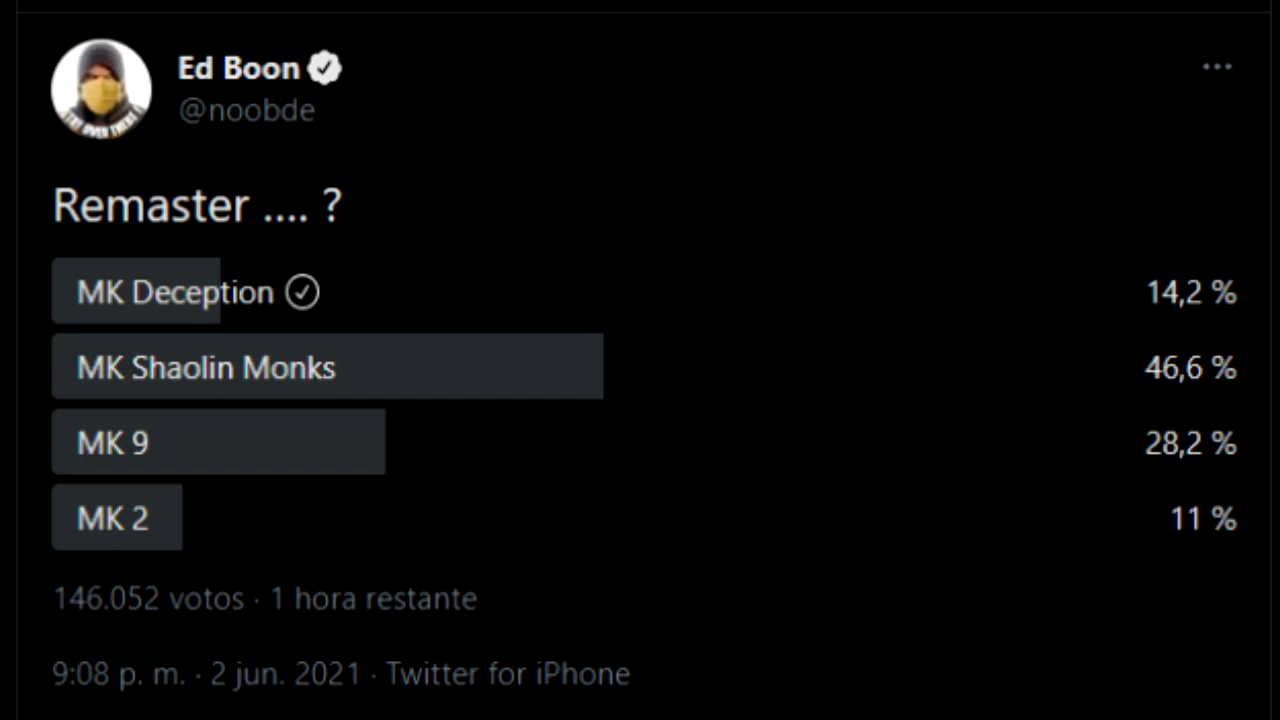 Ed Boon
@noobde
Remaster .... ?
MK Deception 14,2 %
MK Shaolin Monks 46,6 %
MK 9 28,2 %
MK 2 11 %
146.052 votos · 1 hora restante
9:08 p. m. · 2 jun. 2021 · Twitter for iPhone